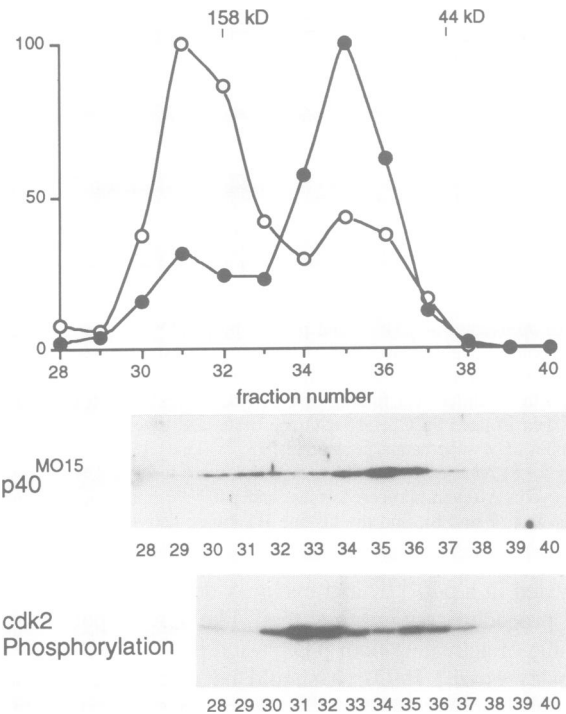 158 kD 44 kD
100
50
0
28 30 32 34 36 38 40
fraction number
p40 MO15
28 29 30 31 32 33 34 35 36 37 38 39 40
cdk2
Phosphorylation
28 29 30 31 32 33 34 35 36 37 38 39 40